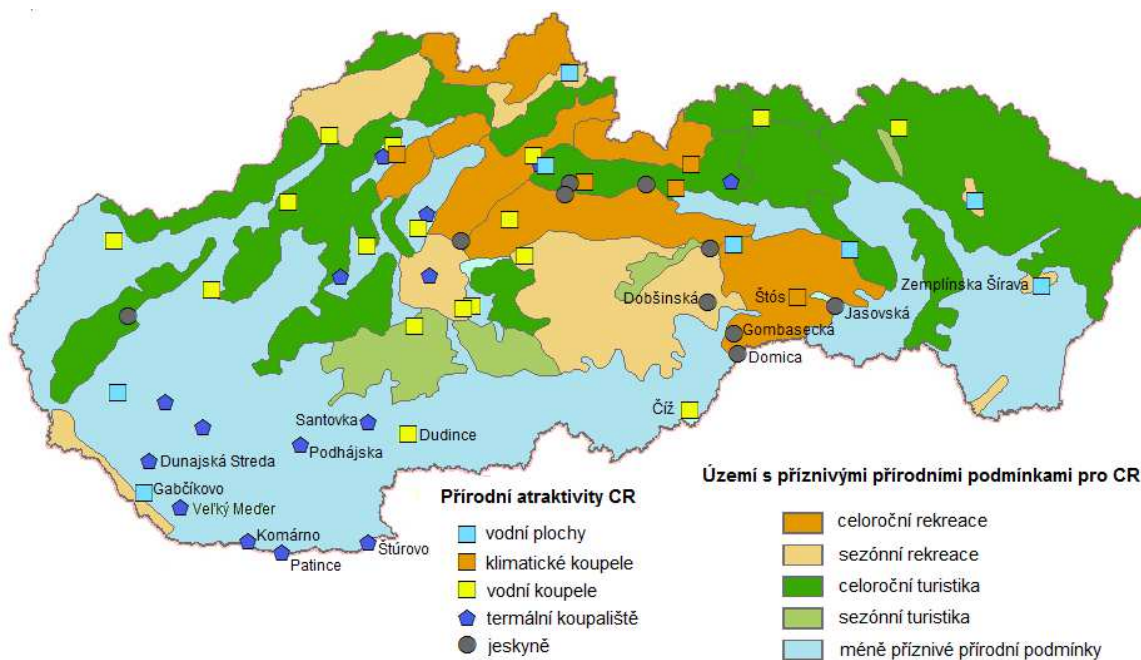 Zemplínska Šírava
Dobšinská
Štós
Jasovská
Gombasecká
Domica
Číž
Santovka
Dudince
Podhájska
Dunajská Streda
Gabčíkovo
Veľký Meďer
Komárno
Štúrovo
Patince
Přírodní atraktivity CR
vodní plochy
klimatické koupele
vodní koupele
termální koupaliště
jeskyně
Území s příznivými přírodními podmínkami pro CR
celoroční rekreace
sezónní rekreace
celoroční turistika
sezónní turistika
méně příznivé přírodní podmínky